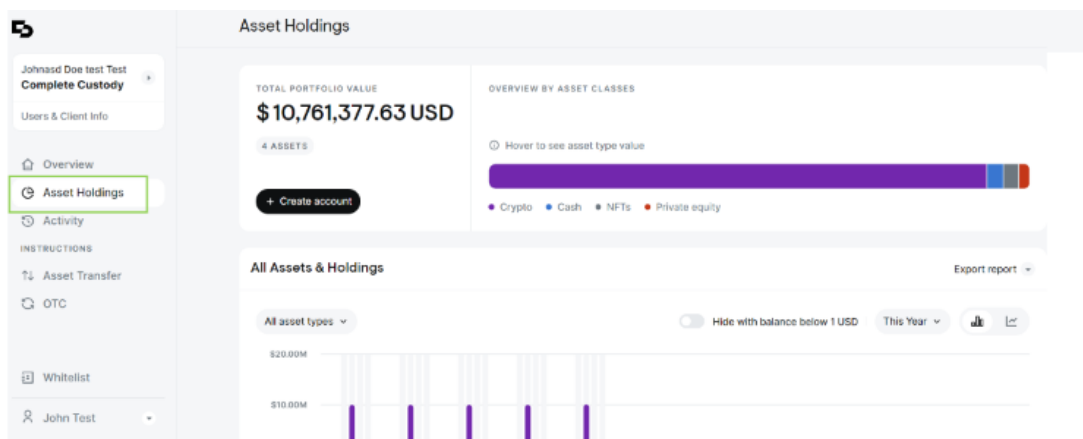 Asset Holdings
Johnasd Doe test Test
Complete Custody
Users & Client Info
Overview
Asset Holdings
Activity
INSTRUCTIONS
Asset Transfer
OTC
Whitelist
John Test
TOTAL PORTFOLIO VALUE
$10,761,377.63 USD
4 ASSETS
+ Create account
OVERVIEW BY ASSET CLASSES
Hover to see asset type value
Crypto Cash NFTs Private equity
All Assets & Holdings
Export report
All asset types
Hide with balance below 1 USD
This Year
$20.00M
$10.00M